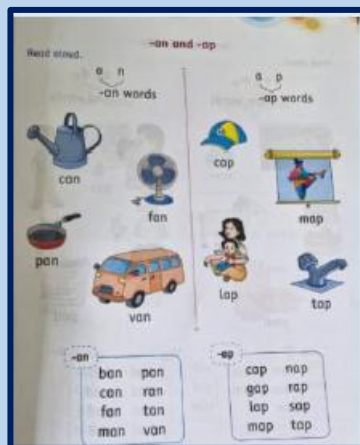 -an and -ap
Read aloud.
a n
-an words
can
fan
pan
van
a p
-ap words
cap
map
lap
tap
-an
ban pan
can ran
fan tan
man van
-ap
cap nap
gap rap
lap sap
map tap